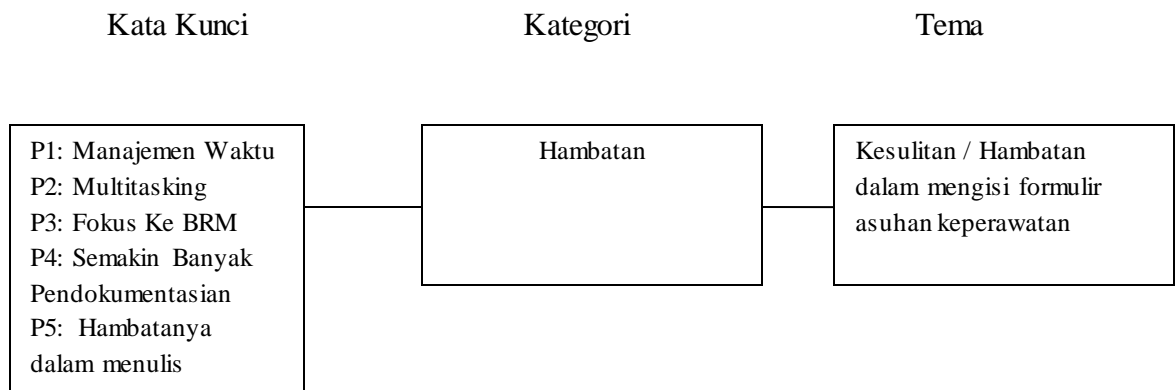 Kata Kunci
Kategori
Tema
P1: Manajemen Waktu
P2: Multitasking
P3: Fokus Ke BRM
P4: Semakin Banyak
Pendokumentasian
P5: Hambatanya
dalam menulis
Hambatan
Kesulitan / Hambatan
dalam mengisi formulir
asuhan keperawatan